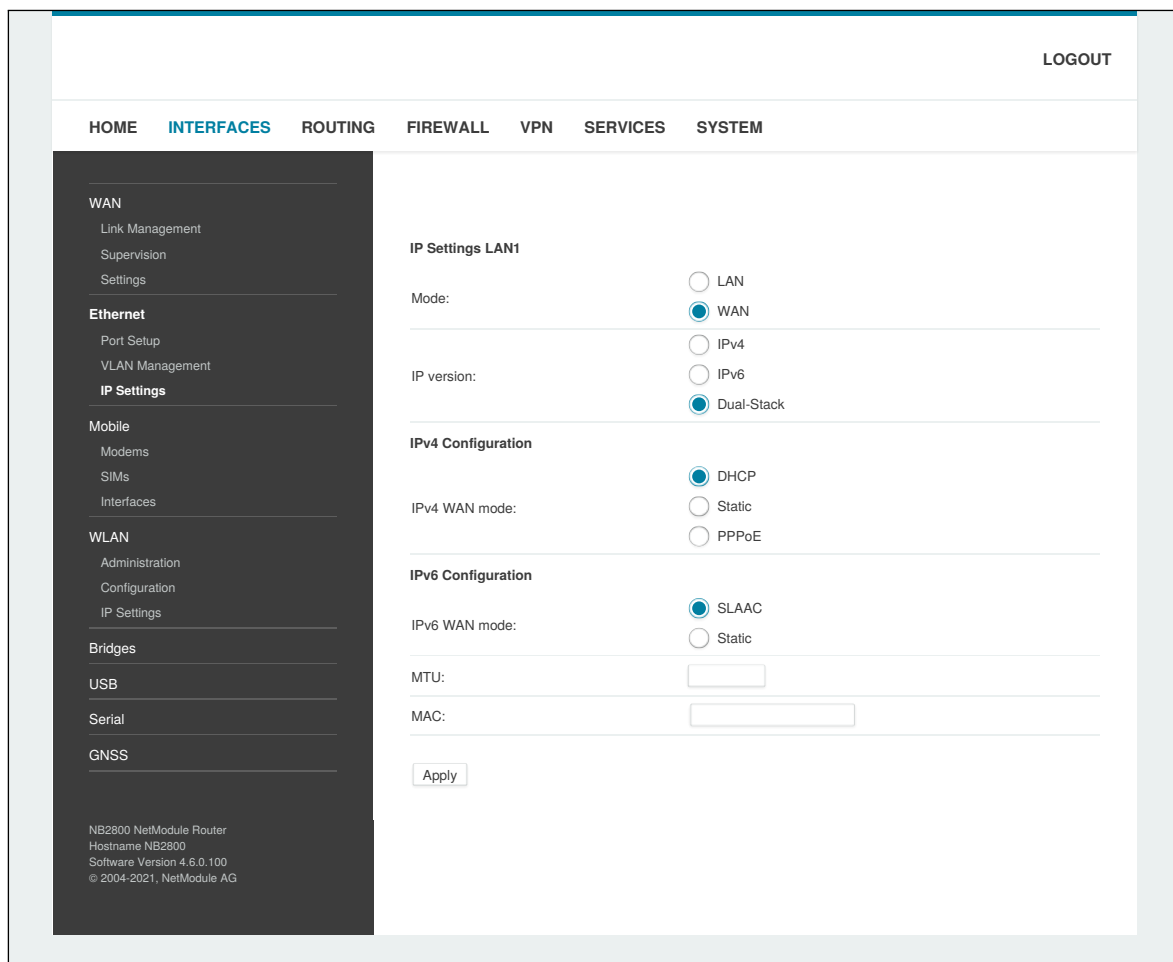 LOGOUT
HOME INTERFACES ROUTING FIREWALL VPN SERVICES SYSTEM
WAN
Link Management
Supervision
Settings
Ethernet
Port Setup
VLAN Management
IP Settings
Mobile
Modems
SIMs
Interfaces
WLAN
Administration
Configuration
IP Settings
Bridges
USB
Serial
GNSS
NB2800 NetModule Router
Hostname NB2800
Software Version 4.6.0.100
© 2004-2021, NetModule AG
IP Settings LAN1
Mode:
LAN
WAN
IP version:
IPv4
IPv6
Dual-Stack
IPv4 Configuration
IPv4 WAN mode:
DHCP
Static
PPPoE
IPv6 Configuration
IPv6 WAN mode:
SLAAC
Static
MTU:
MAC:
Apply